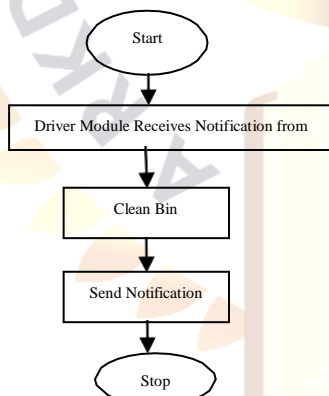 Start
Driver Module Receives Notification from
Clean Bin
Send Notification
Stop